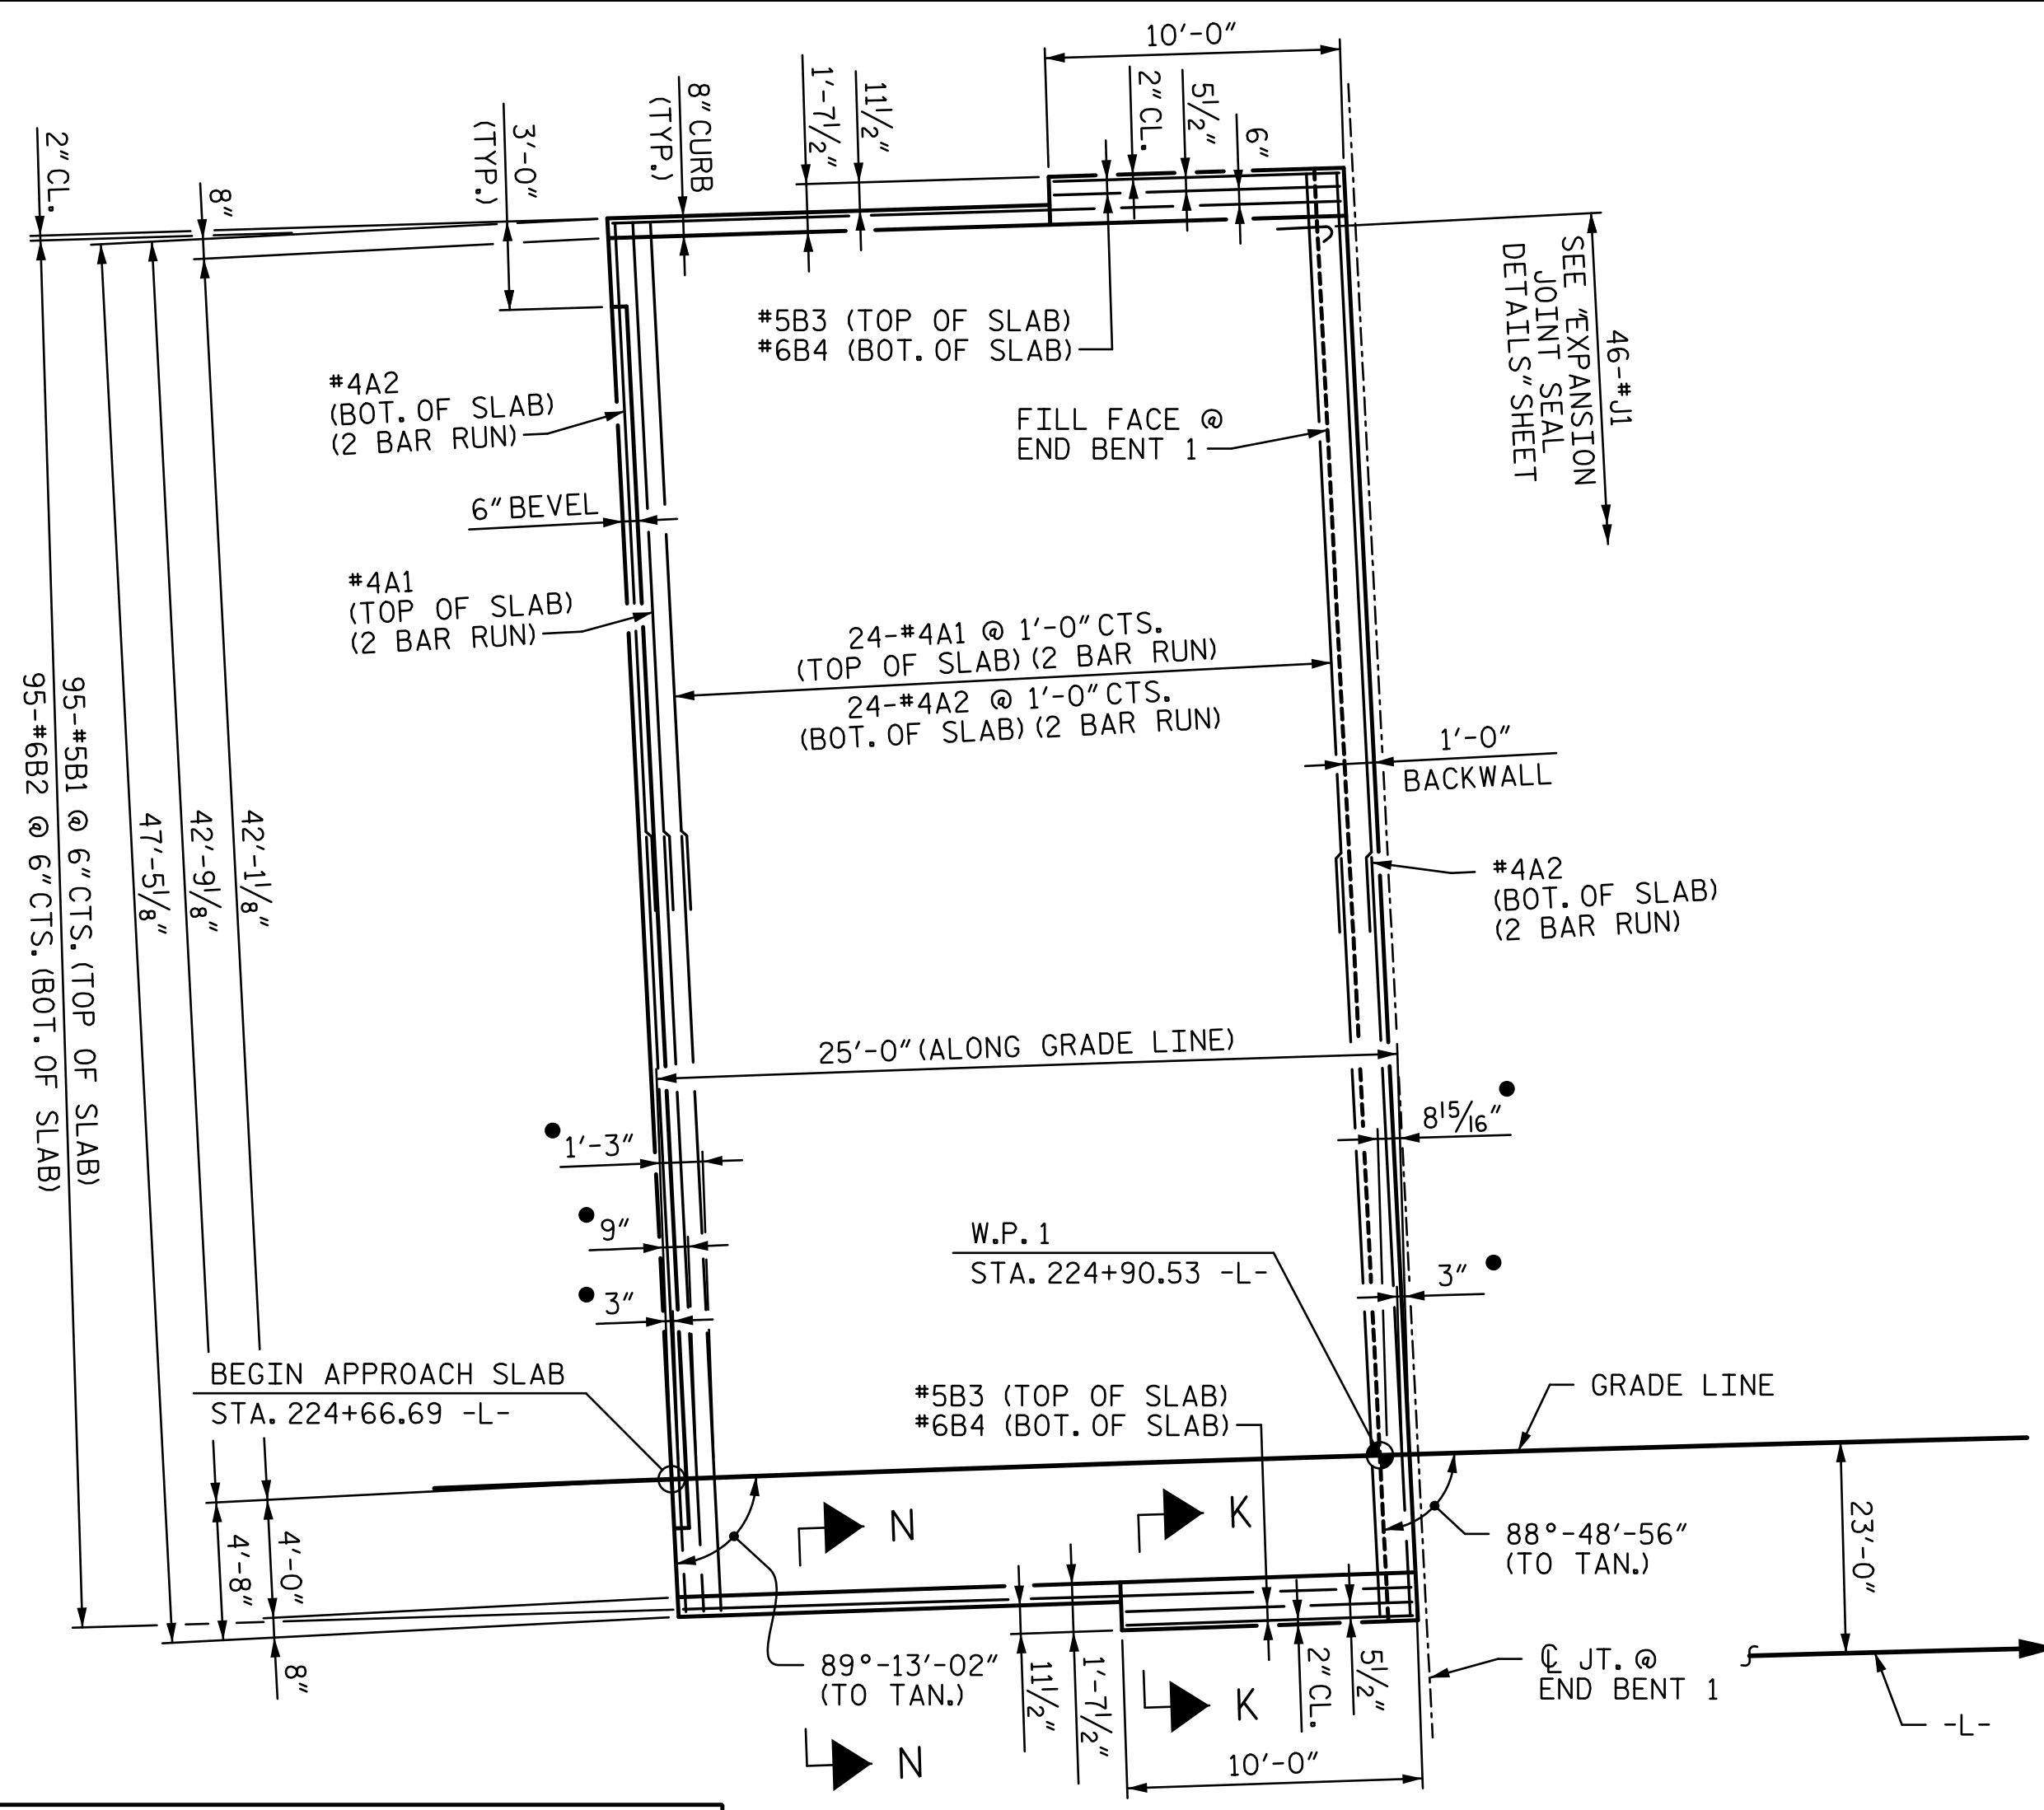 10'-0"
2"CL.
8"
3'-0"
(TYP.)
8"CURB
(TYP.)
1'-7½"
11½"
2"CL.
5½"
6"
#5B3 (TOP OF SLAB)
#6B4 (BOT. OF SLAB)
SEE "EXPANSION
JOINT SEAL
DETAILS"SHEET
46-#J1
#4A2
(BOT. OF SLAB)
(2 BAR RUN)
FILL FACE @
END BENT 1
6"BEVEL
#4A1
(TOP OF SLAB)
(2 BAR RUN)
24-#4A1 @ 1'-0"CTS.
(TOP OF SLAB)(2 BAR RUN)
24-#4A2 @ 1'-0"CTS.
(BOT. OF SLAB)(2 BAR RUN)
1'-0"
BACKWALL
#4A2
(BOT. OF SLAB)
(2 BAR RUN)
95-#5B1 @ 6"CTS.(TOP OF SLAB)
95-#6B2 @ 6"CTS.(BOT. OF SLAB)
47'-5⅛"
42'-9⅛"
42'-1⅛"
25'-0"(ALONG GRADE LINE)
1'-3"
9"
3"
8 15/16"
3"
W.P. 1
STA. 224+90.53 -L-
BEGIN APPROACH SLAB
STA. 224+66.69 -L-
#5B3 (TOP OF SLAB)
#6B4 (BOT. OF SLAB)
GRADE LINE
4'-8"
4'-0"
8"
N
K
88°-48'-56"
(TO TAN.)
23'-0"
89°-13'-02"
(TO TAN.)
11½"
1'-7½"
K
2"CL.
5½"
℄ JT. @
END BENT 1
-L-
N
10'-0"